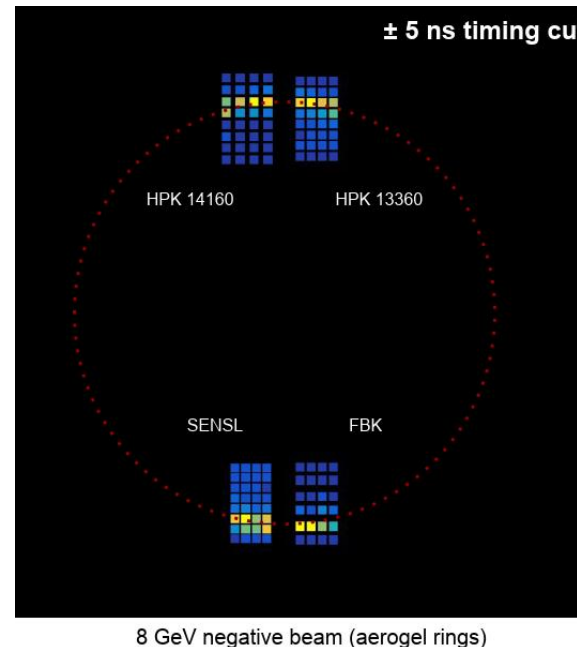 ± 5 ns timing cu
HPK 14160
HPK 13360
SENSL
FBK
8 GeV negative beam (aerogel rings)